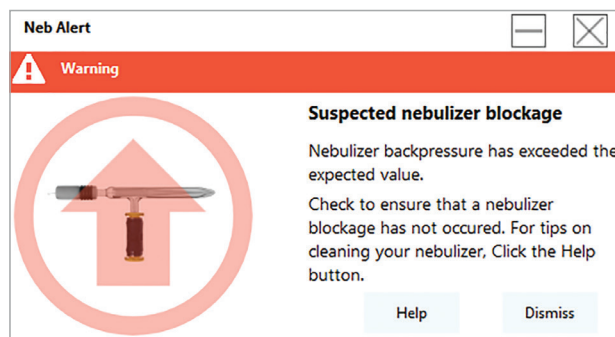 Neb Alert
Warning
Suspected nebulizer blockage
Nebulizer backpressure has exceeded the
expected value.
Check to ensure that a nebulizer
blockage has not occured. For tips on
cleaning your nebulizer, Click the Help
button.
Help Dismiss